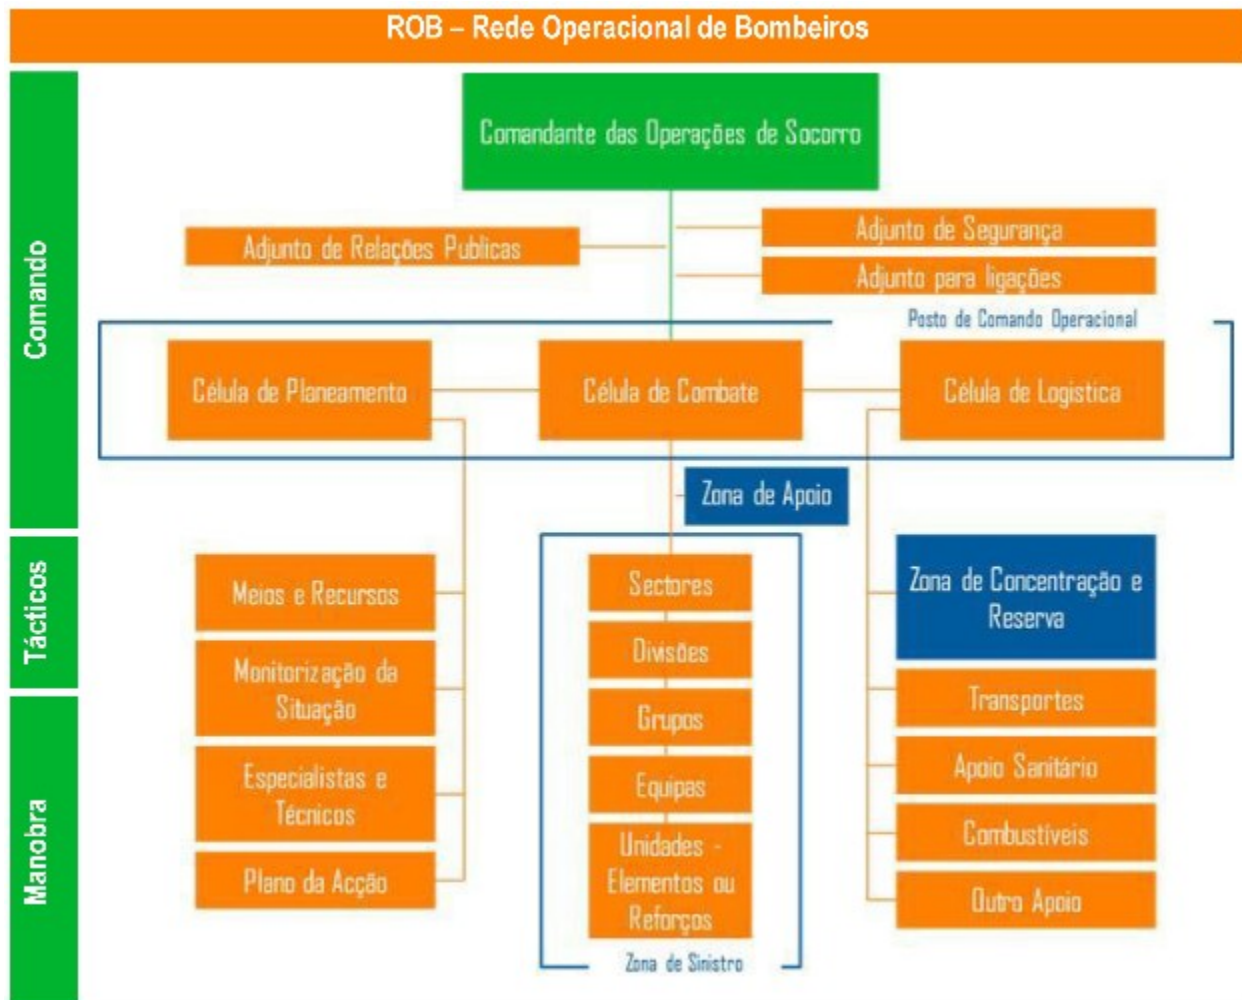 ROB – Rede Operacional de Bombeiros
Comando
Comandante das Operações de Socorro
Adjunto de Relações Publicas
Adjunto de Segurança
Adjunto para ligações
Posto de Comando Operacional
Célula de Planeamento
Célula de Combate
Célula de Logistica
Zona de Apoio
Tácticos
Manobra
Meios e Recursos
Monitorização da
Situação
Especialistas e
Técnicos
Plano da Acção
Sectores
Divisões
Grupos
Equipas
Unidades -
Elementos ou
Reforços
Zona de Sinistro
Zona de Concentração e
Reserva
Transportes
Apoio Sanitário
Combustíveis
Outro Apoio